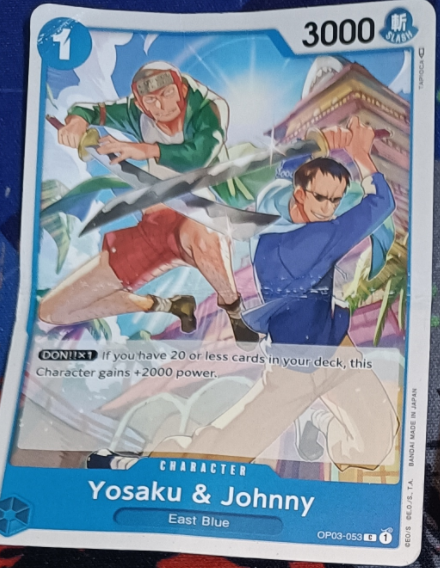 1
3000
斬
SLASH
TAPIOCA
DON!!×1 If you have 20 or less cards in your deck, this
Character gains +2000 power.
CHARACTER
Yosaku & Johnny
East Blue
OP03-053 C 1
©E.O./S. ©E.O./S., T.A. BANDAI MADE IN JAPAN